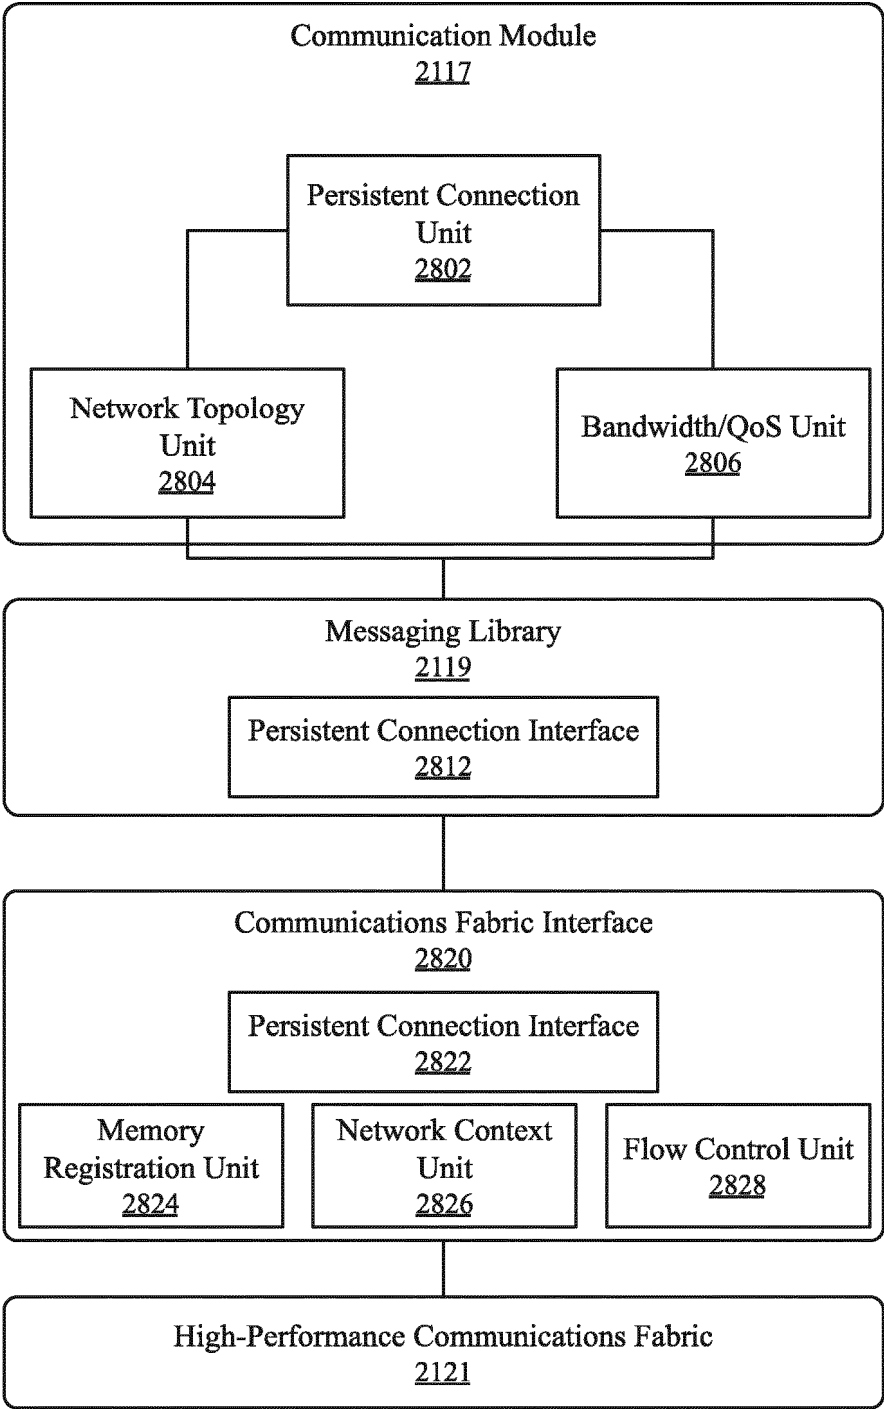 Communication Module
2117
Persistent Connection
Unit
2802
Network Topology
Unit
2804
Bandwidth/QoS Unit
2806
Messaging Library
2119
Persistent Connection Interface
2812
Communications Fabric Interface
2820
Persistent Connection Interface
2822
Memory
Registration Unit
2824
Network Context
Unit
2826
Flow Control Unit
2828
High-Performance Communications Fabric
2121